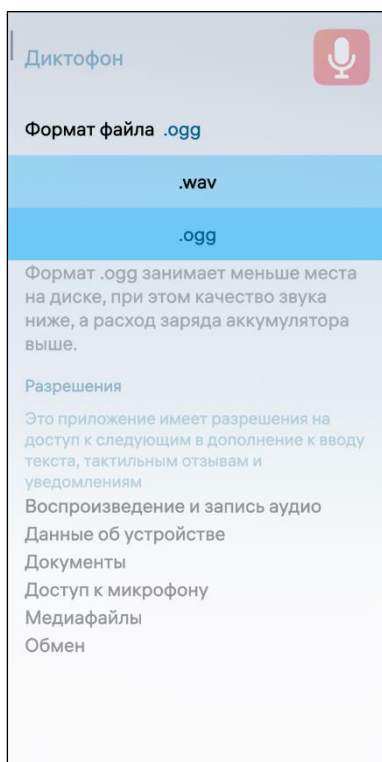 Диктофон
Формат файла .ogg
.wav
.ogg
Формат .ogg занимает меньше места
на диске, при этом качество звука
ниже, а расход заряда аккумулятора
выше.
Разрешения
Это приложение имеет разрешения на
доступ к следующим в дополнение к вводу
текста, тактильным отзывам и
уведомлениям
Воспроизведение и запись аудио
Данные об устройстве
Документы
Доступ к микрофону
Медиафайлы
Обмен